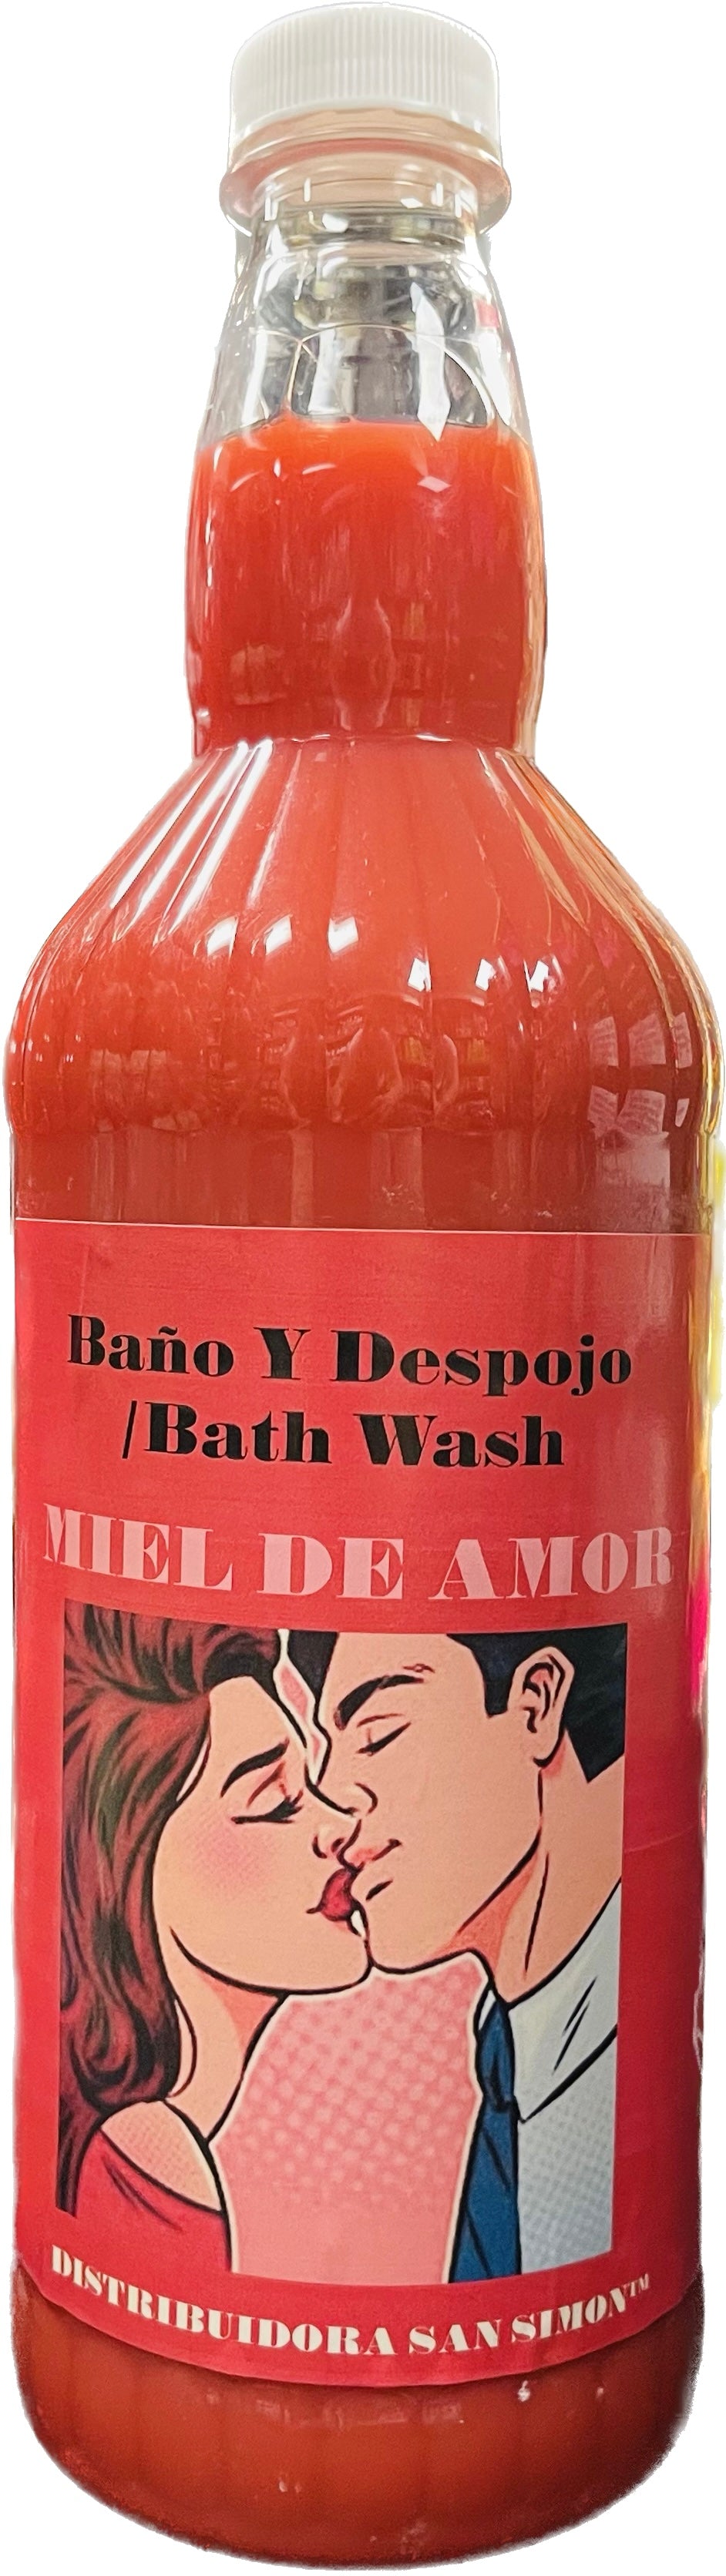 Baño Y Despojo
/Bath Wash
MIEL DE AMOR
DISTRIBUIDORA SAN SIMON™